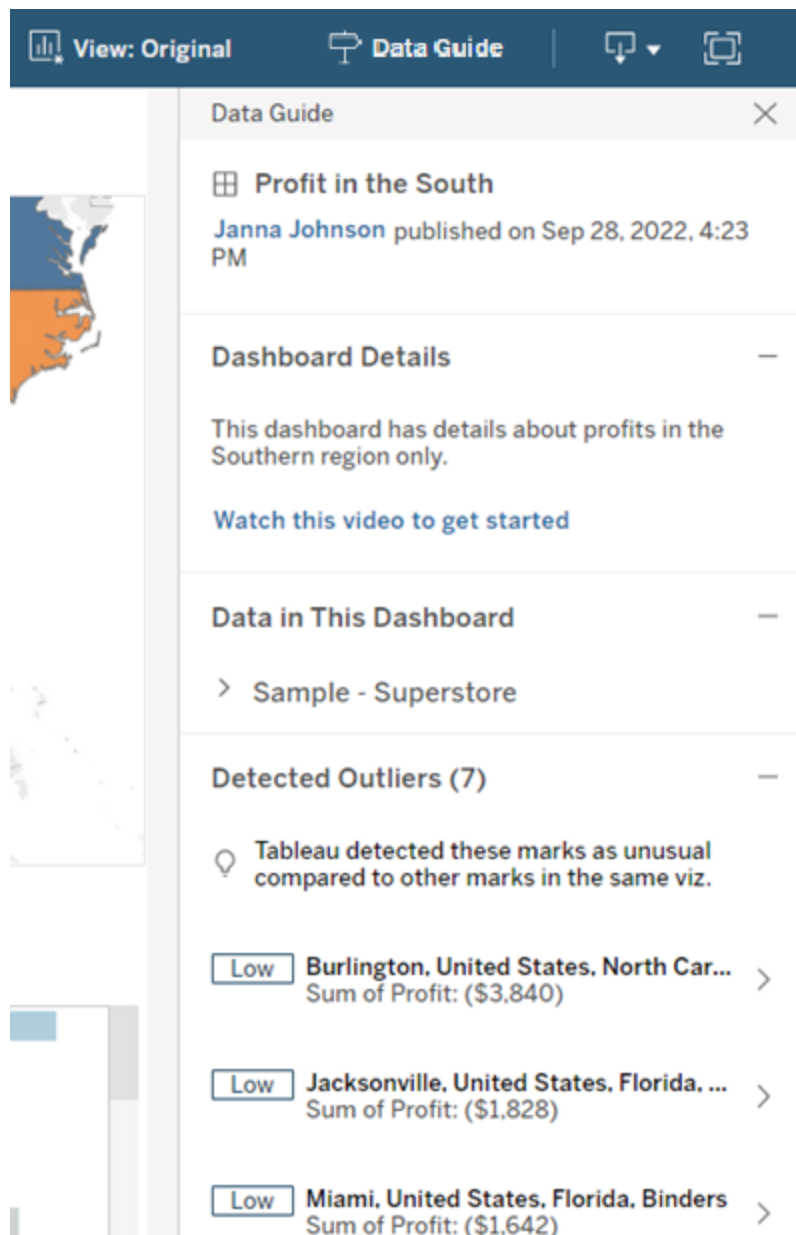 View: Original
Data Guide
Data Guide
Profit in the South
Janna Johnson published on Sep 28, 2022, 4:23
PM
Dashboard Details
This dashboard has details about profits in the
Southern region only.
Watch this video to get started
Data in This Dashboard
Sample - Superstore
Detected Outliers (7)
Tableau detected these marks as unusual
compared to other marks in the same viz.
Low Burlington, United States, North Car...
Sum of Profit: ($3,840)
Low Jacksonville, United States, Florida, ...
Sum of Profit: ($1,828)
Low Miami, United States, Florida, Binders
Sum of Profit: ($1,642)